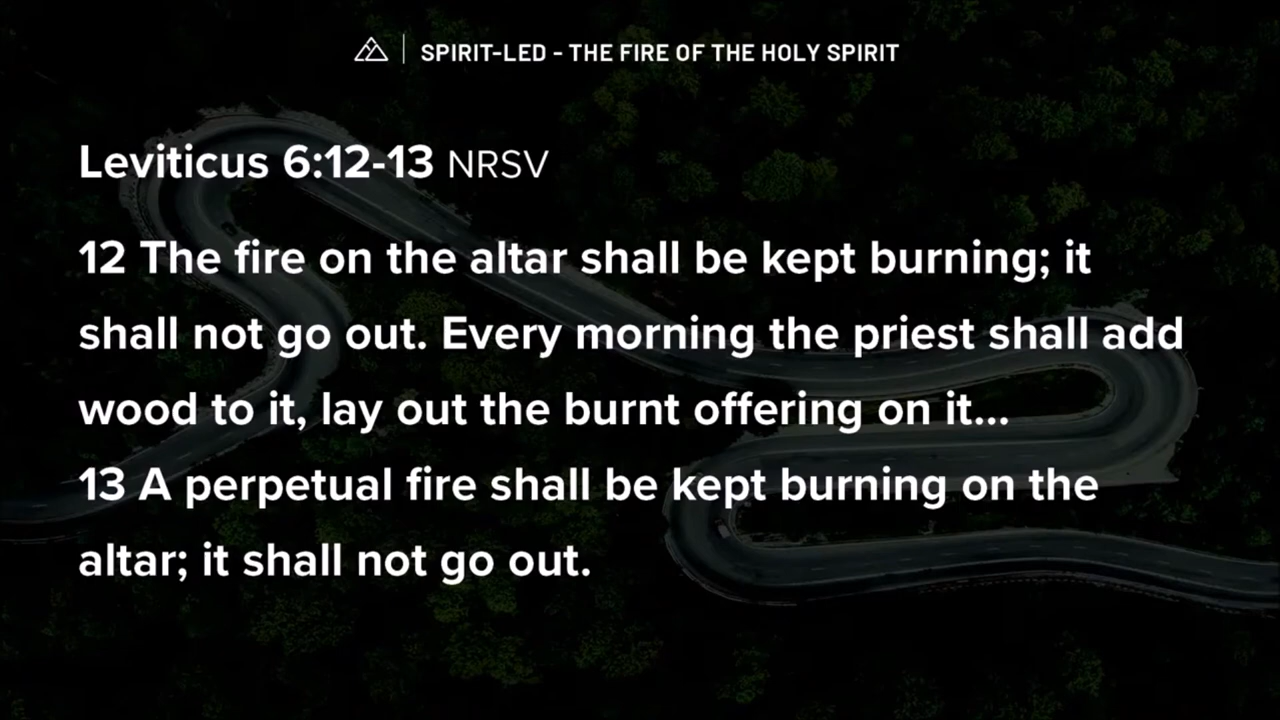 SPIRIT-LED - THE FIRE OF THE HOLY SPIRIT
Leviticus 6:12-13 NRSV
12 The fire on the altar shall be kept burning; it
shall not go out. Every morning the priest shall add
wood to it, lay out the burnt offering on it...
13 A perpetual fire shall be kept burning on the
altar; it shall not go out.